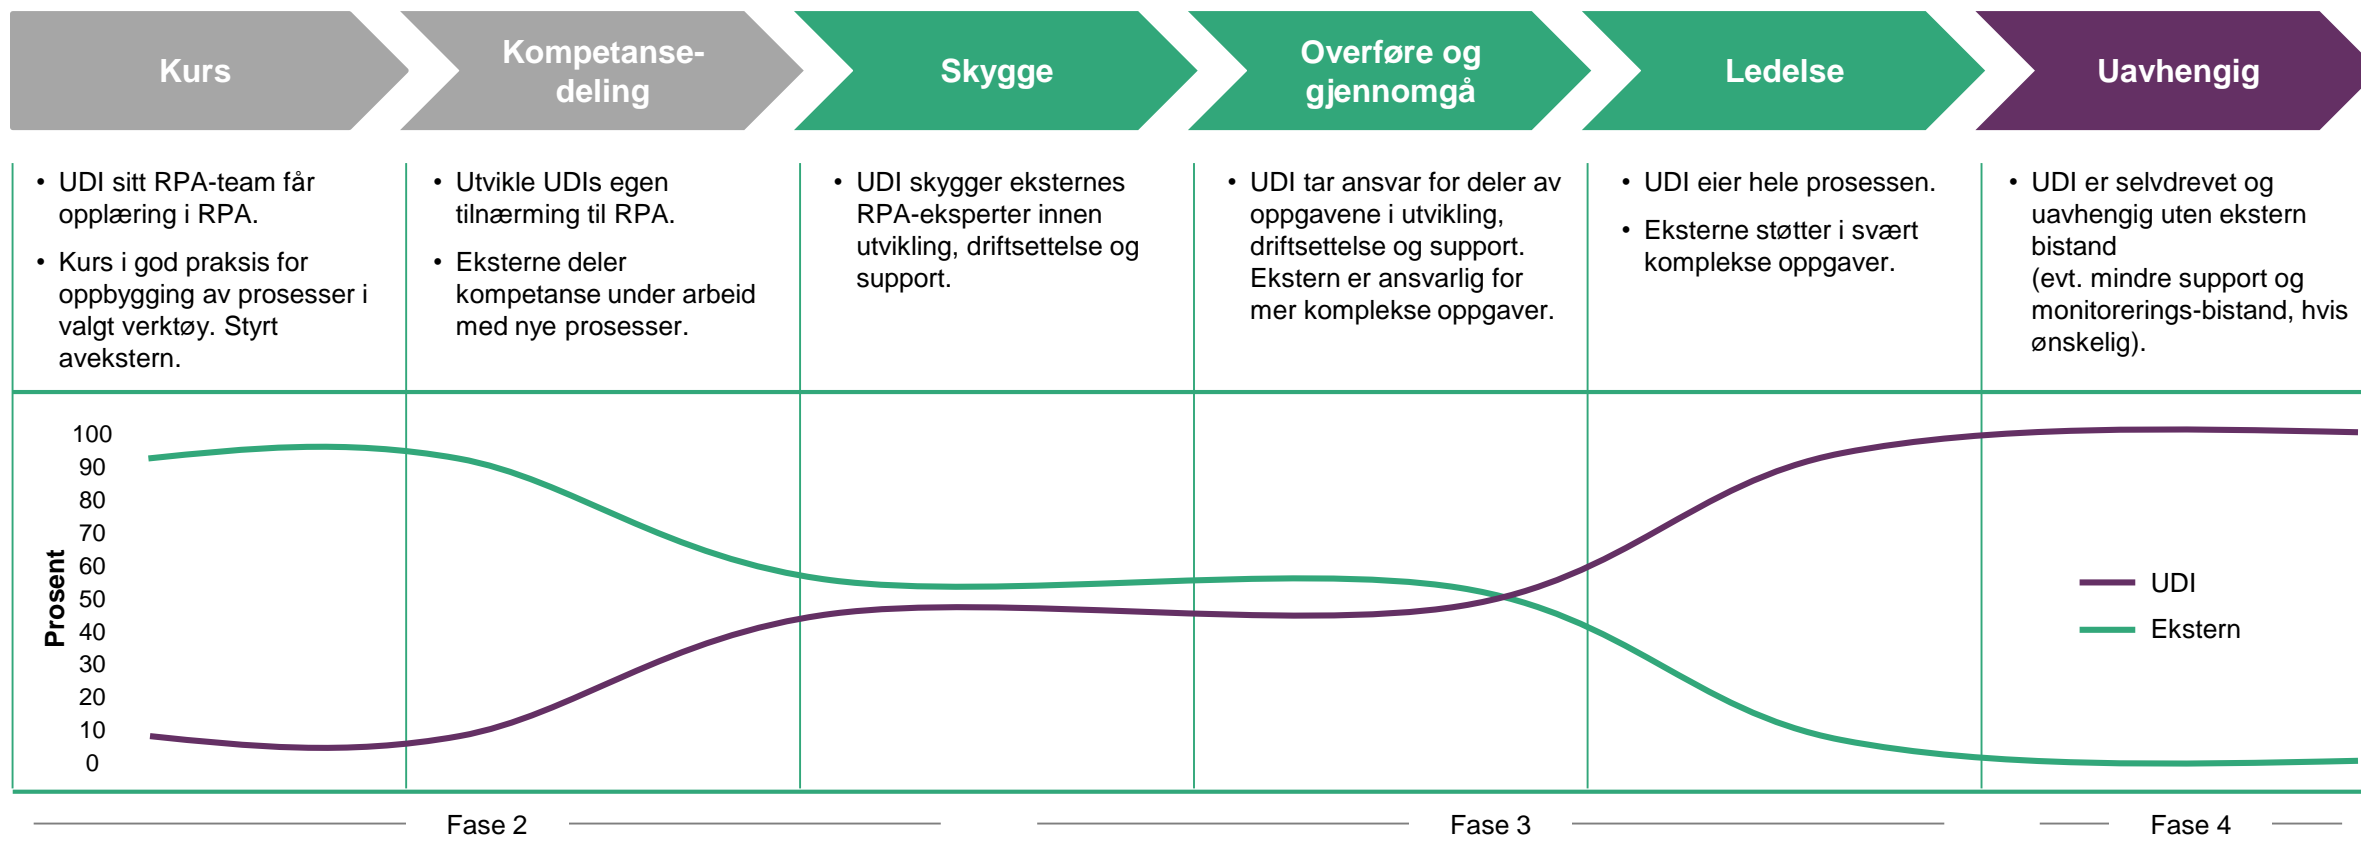 Kurs
Kompetanse-
deling
Skygge
Overføre og
gjennomgå
Ledelse
Uavhengig
• UDI sitt RPA-team får
opplæring i RPA.
• Kurs i god praksis for
oppbygging av prosesser i
valgt verktøy. Styrt
avekstern.
• Utvikle UDIs egen
tilnærming til RPA.
• Eksterne deler
kompetanse under arbeid
med nye prosesser.
• UDI skygger eksternes
RPA-eksperter innen
utvikling, driftsettelse og
support.
• UDI tar ansvar for deler av
oppgavene i utvikling,
driftsettelse og support.
Ekstern er ansvarlig for
mer komplekse oppgaver.
• UDI eier hele prosessen.
• Eksterne støtter i svært
komplekse oppgaver.
• UDI er selvdrevet og
uavhengig uten ekstern
bistand
(evt. mindre support og
monitorerings-bistand, hvis
ønskelig).
Prosent
100
90
80
70
60
50
40
30
20
10
0
UDI
Ekstern
Fase 2
Fase 3
Fase 4